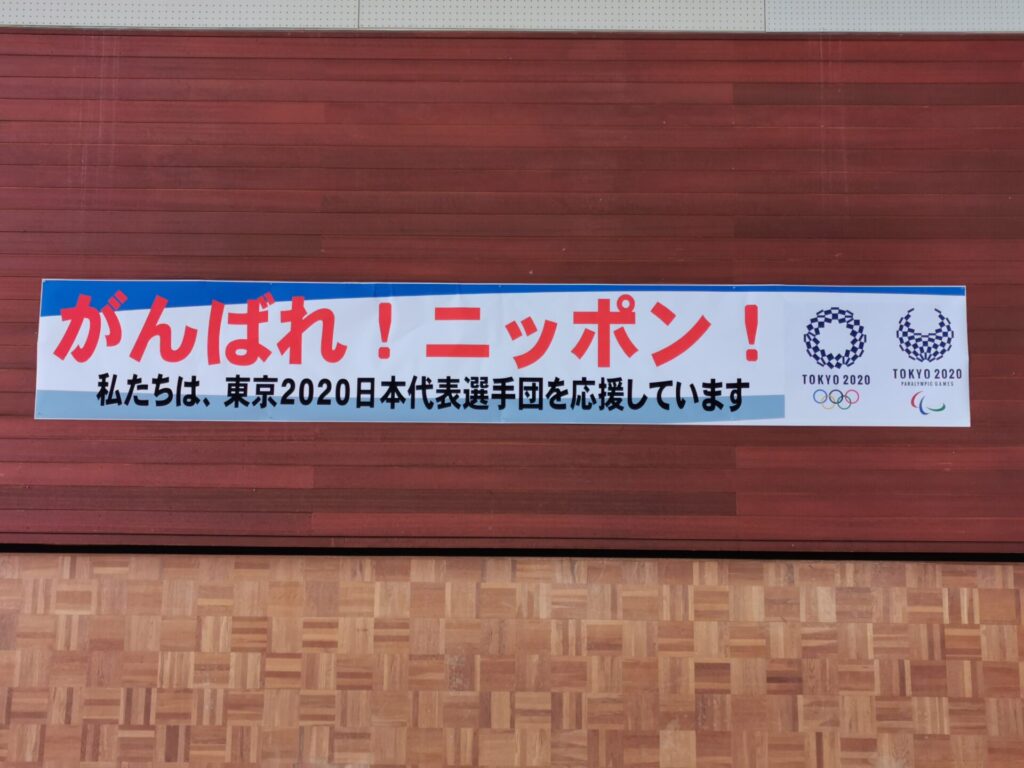 がんばれ！ニッポン！
私たちは、東京2020日本代表選手団を応援しています
TOKYO 2020
TOKYO 2020
PARALYMPIC GAMES